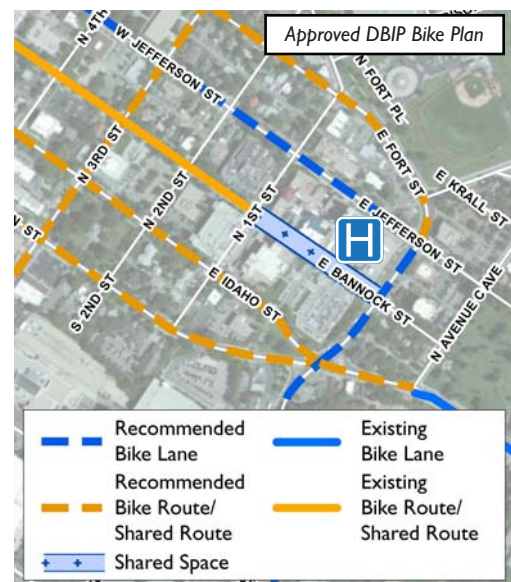 Approved DBIP Bike Plan
N 4TH
W JEFFERSON ST
N FORT PL
E FORT ST
E KRALL ST
N 3RD ST
N 2ND ST
N 1ST ST
H
E JEFFERSON ST
E BANNOCK ST
E IDAHO ST
N ST
S 2ND ST
N AVENUE C AVE
Recommended
Bike Lane
Existing
Bike Lane
Recommended
Bike Route/
Shared Route
Existing
Bike Route/
Shared Route
Shared Space